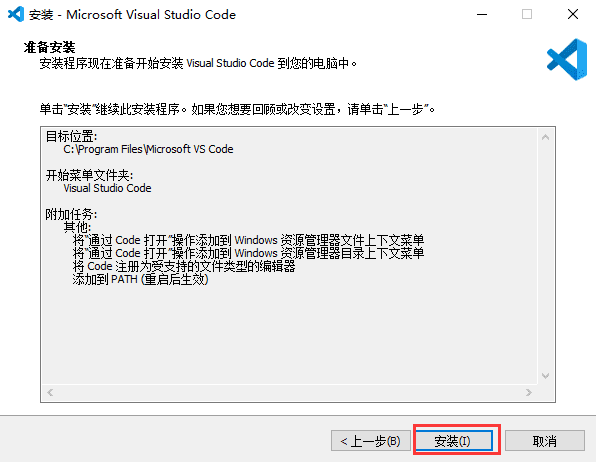 安装 - Microsoft Visual Studio Code
准备安装
安装程序现在准备开始安装 Visual Studio Code 到您的电脑中。
单击“安装”继续此安装程序。如果您想要回顾或改变设置，请单击“上一步”。
目标位置:
C:\Program Files\Microsoft VS Code
开始菜单文件夹:
Visual Studio Code
附加任务:
其他:
将“通过 Code 打开”操作添加到 Windows 资源管理器文件上下文菜单
将“通过 Code 打开”操作添加到 Windows 资源管理器目录上下文菜单
将 Code 注册为受支持的文件类型的编辑器
添加到 PATH (重启后生效)
< 上一步(B) 安装(I) 取消